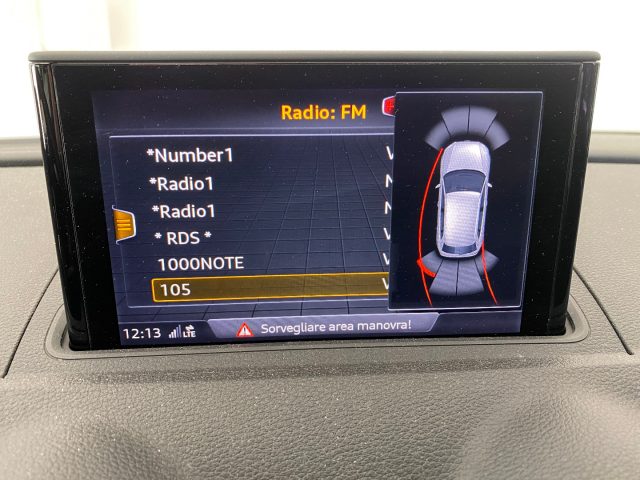 Radio: FM
*Number1
*Radio1
*Radio1
* RDS *
1000NOTE
105
12:13 LTE Sorvegliare area manovra!